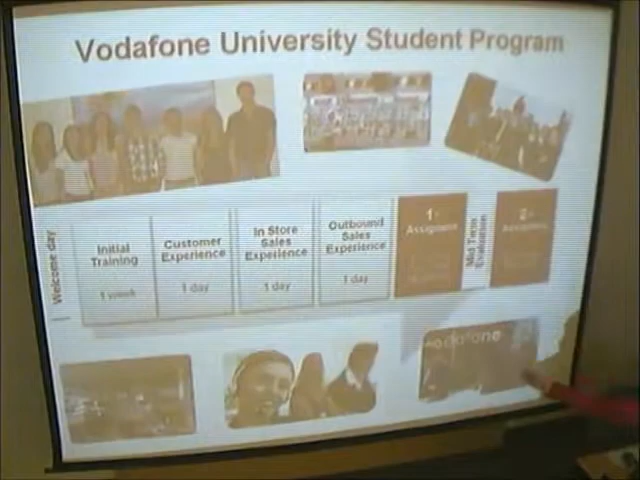 Vodafone University Student Program
Welcome day
Initial
Training
1 week
Customer
Experience
1 day
In Store
Sales
Experience
1 day
Outbound
Sales
Experience
1 day
1st
Assignment
Mid Term
Evaluation
2nd
Assignment
vodafone